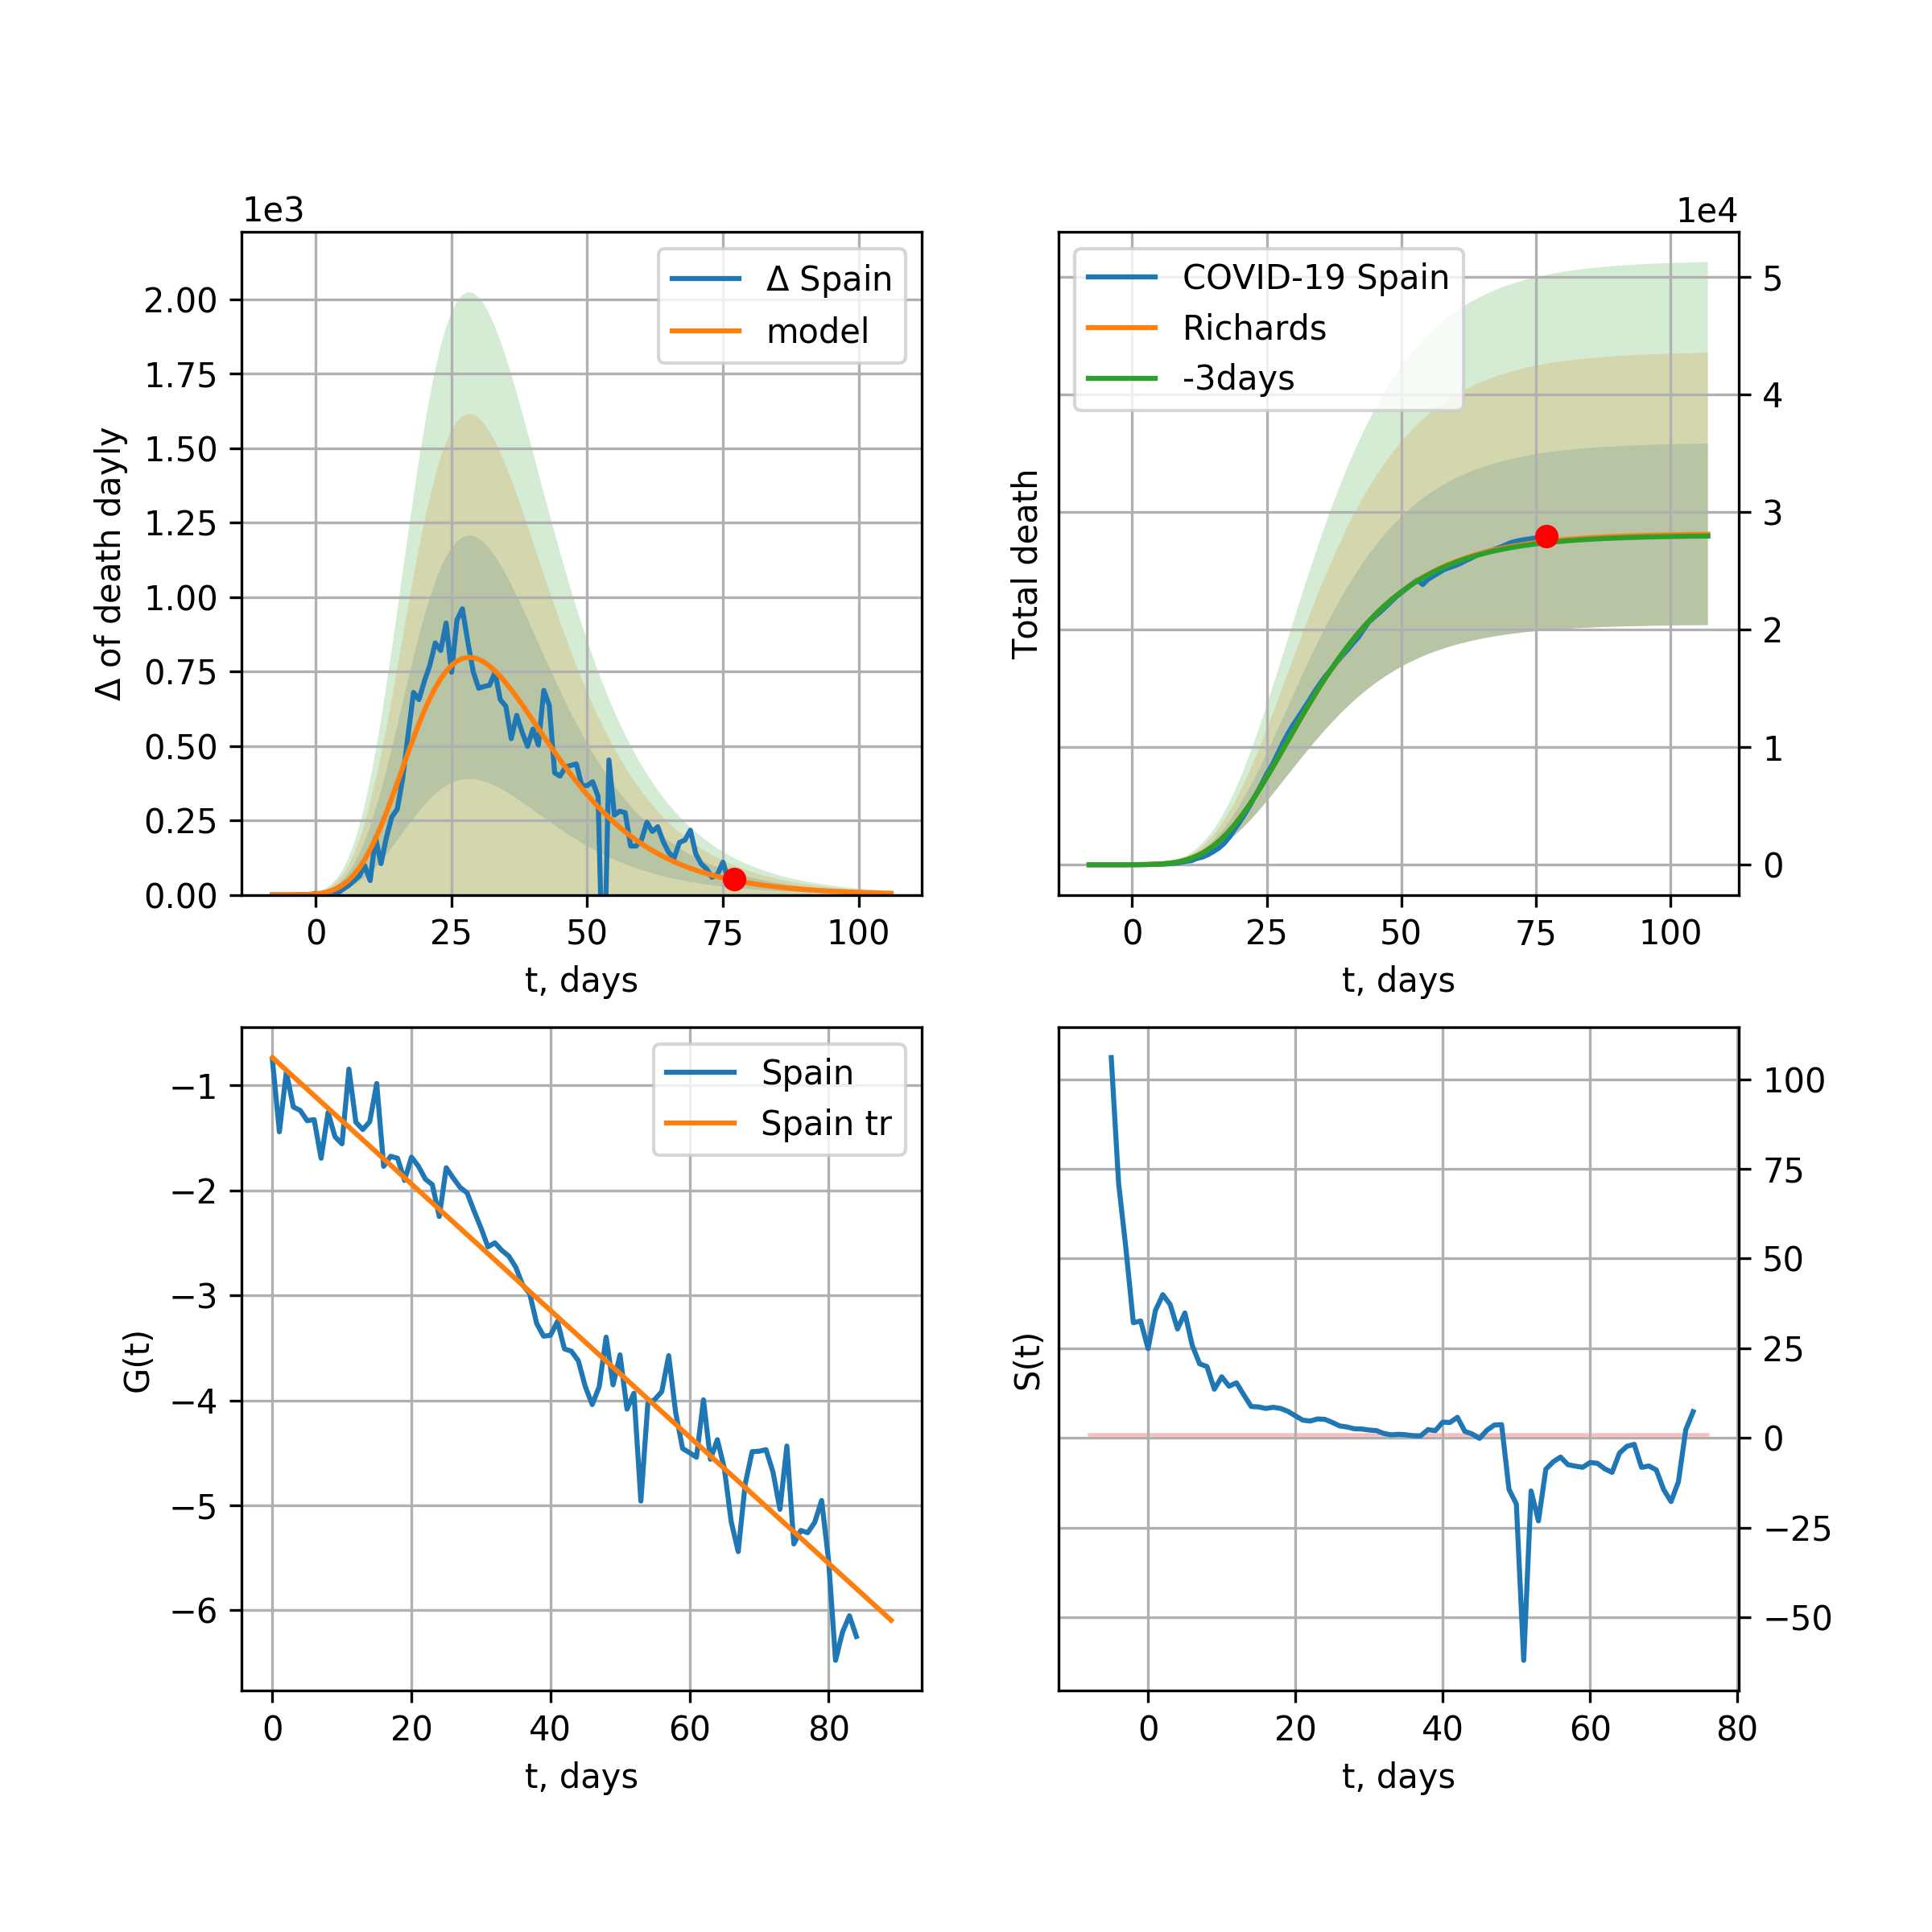 1e3
Δ of death dayly
2.00
1.75
1.50
1.25
1.00
0.75
0.50
0.25
0.00
0 25 50 75 100
t, days
Δ Spain
model
1e4
Total death
5
4
3
2
1
0
0 25 50 75 100
t, days
COVID-19 Spain
Richards
-3days
G(t)
−1
−2
−3
−4
−5
−6
0 20 40 60 80
t, days
Spain
Spain tr
S(t)
100
75
50
25
0
−25
−50
0 20 40 60 80
t, days